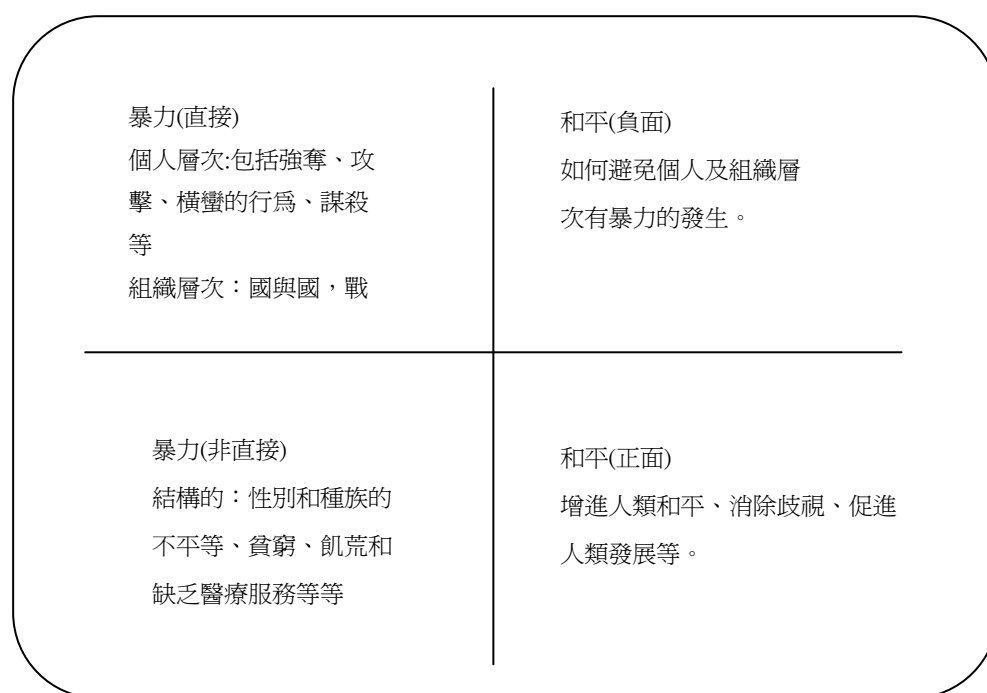 暴力(直接)
個人層次:包括強奪、攻
擊、橫蠻的行為、謀殺
等
組織層次：國與國，戰
和平(負面)
如何避免個人及組織層
次有暴力的發生。
暴力(非直接)
結構的：性別和種族的
不平等、貧窮、飢荒和
缺乏醫療服務等等
和平(正面)
增進人類和平、消除歧視、促進
人類發展等。